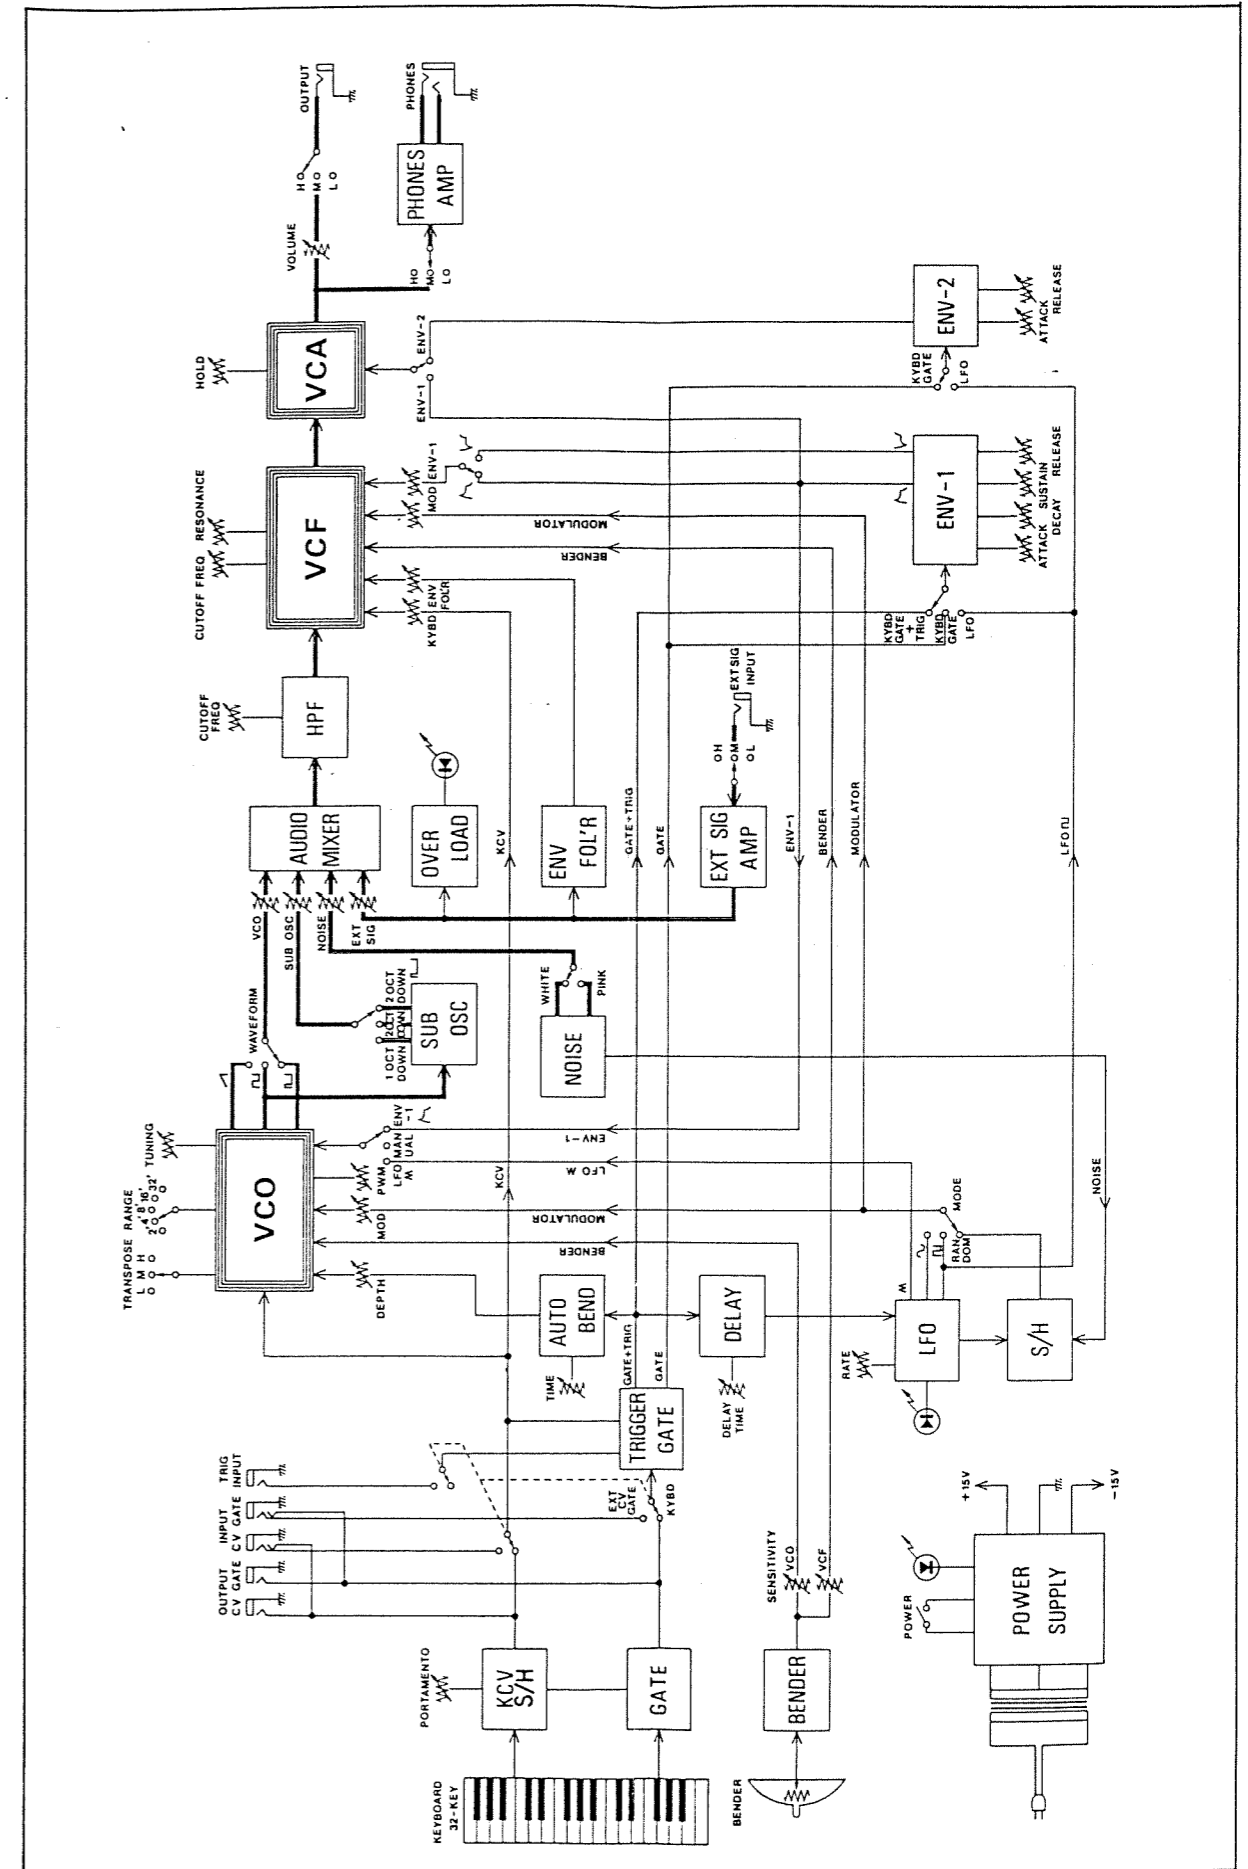 KEYBOARD
32-KEY
BENDER
PORTAMENTO
KCV
S/H
GATE
BENDER
SENSITIVITY
VCO
VCF
OUTPUT
CV GATE
INPUT
CV GATE
TRIG
INPUT
EXT
CV
GATE
KYBD
TRIGGER
GATE
GATE+TRIG
GATE
POWER
POWER
SUPPLY
+15V
-15V
TRANSPOSE
L M H
RANGE
2' 4' 8' 16' 32'
TUNING
VCO
DEPTH
BENDER
MOD
MODULATOR
PWM
LFO
MAN
UAL
ENV
-1
LFO
ENV-1
KCV
TIME
AUTO
BEND
DELAY
TIME
DELAY
RATE
LFO
S/H
MODE
RAN
DOM
NOISE
WAVEFORM
1 OCT
DOWN
2 OCT
DOWN
2 OCT
DOWN
SUB
OSC
WHITE
PINK
NOISE
VCO
SUB OSC
NOISE
EXT
SIG
AUDIO
MIXER
OVER
LOAD
KCV
ENV
FOL'R
GATE+TRIG
GATE
EXT SIG
AMP
H
M
L
EXT SIG
INPUT
ENV-1
BENDER
MODULATOR
LFO
CUTOFF
FREQ
HPF
CUTOFF FREQ
RESONANCE
VCF
KYBD
ENV
FOL'R
BENDER
MODULATOR
MOD
ENV-1
KYBD
GATE
+
TRIG
KYBD
GATE
LFO
ENV-1
ATTACK
DECAY
SUSTAIN
RELEASE
HOLD
VCA
ENV-1
ENV-2
KYBD
GATE
LFO
ENV-2
ATTACK
RELEASE
VOLUME
H
M
L
OUTPUT
H
M
L
PHONES
AMP
PHONES